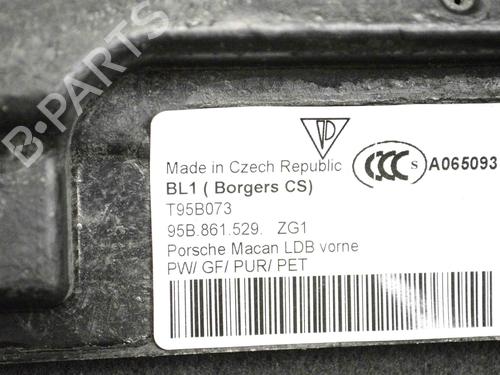 B-PARTS
Made in Czech Republic
CCC S A065093
BL1 ( Borgers CS)
T95B073
95B.861.529. ZG1
Porsche Macan LDB vorne
PW/ GF/ PUR/ PET